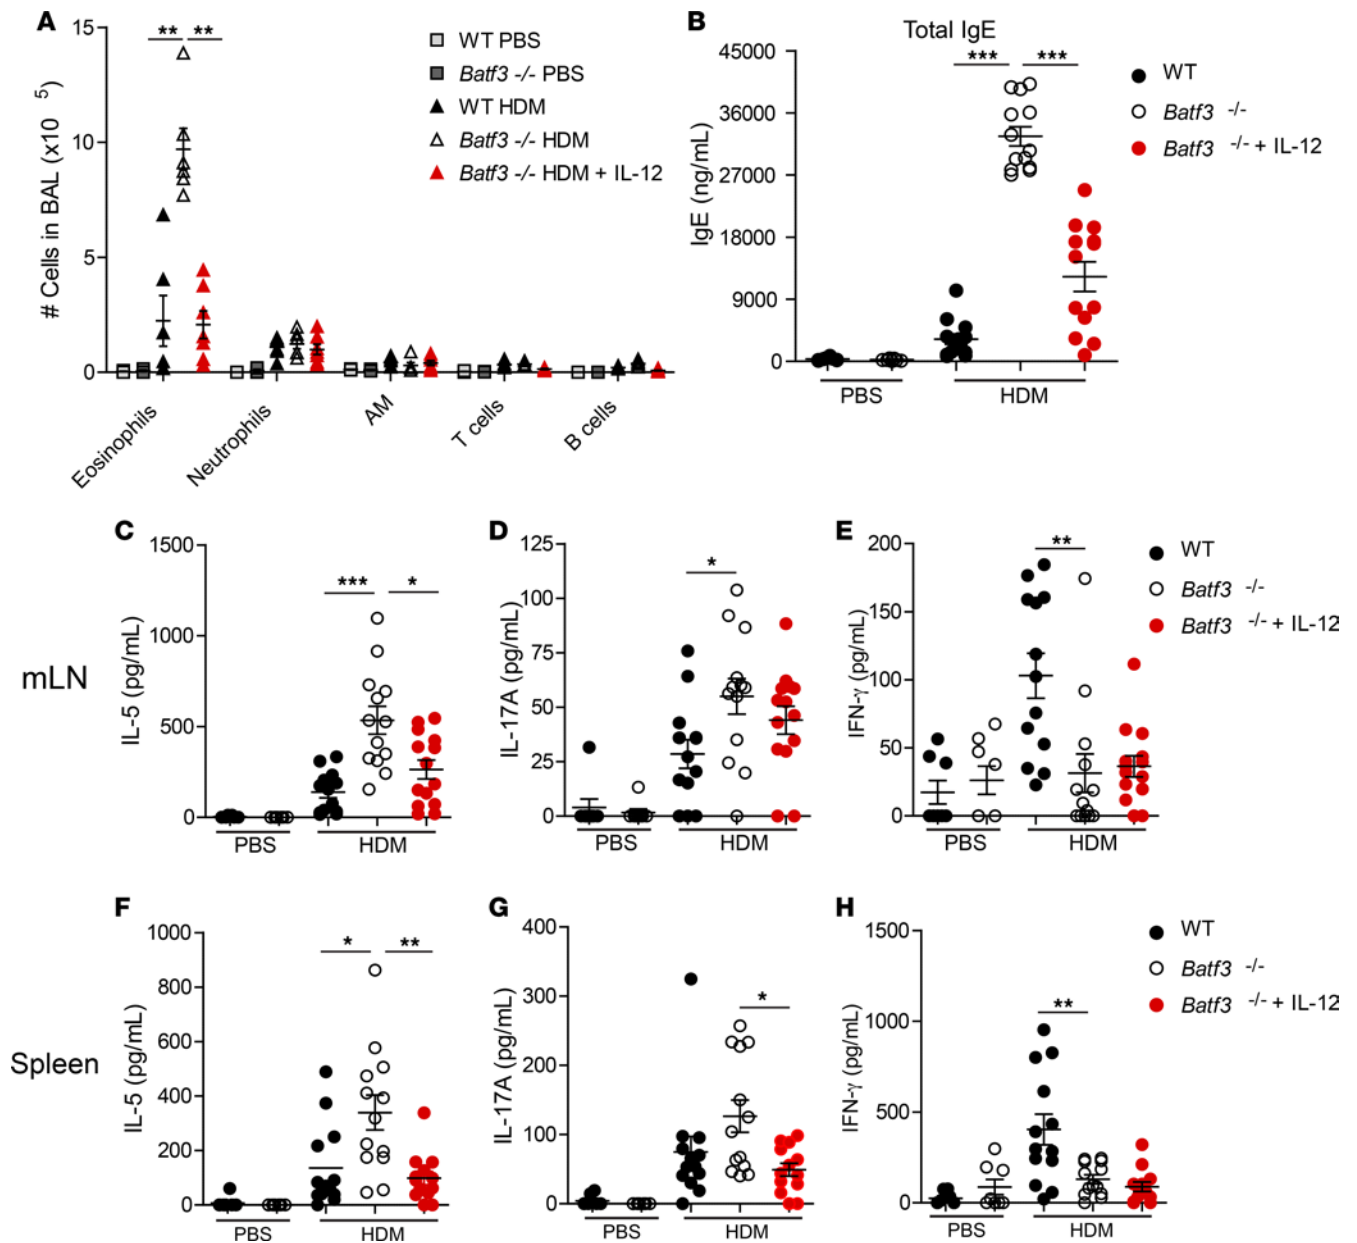 A
15
10
5
0
# Cells in BAL (x10 5)
** **
WT PBS
Batf3 -/- PBS
WT HDM
Batf3 -/- HDM
Batf3 -/- HDM + IL-12
Eosinophils
Neutrophils
AM
T cells
B cells
B
Total IgE
45000
36000
27000
18000
9000
0
IgE (ng/mL)
*** ***
PBS HDM
WT
Batf3 -/-
Batf3 -/- + IL-12
mLN
C
1500
1000
500
0
IL-5 (pg/mL)
*** *
PBS HDM
D
125
100
75
50
25
0
IL-17A (pg/mL)
*
PBS HDM
E
200
150
100
50
0
IFN-γ (pg/mL)
**
PBS HDM
WT
Batf3 -/-
Batf3 -/- + IL-12
Spleen
F
1000
800
600
400
200
0
IL-5 (pg/mL)
* **
PBS HDM
G
400
300
200
100
0
IL-17A (pg/mL)
*
PBS HDM
H
1500
1000
500
0
IFN-γ (pg/mL)
**
PBS HDM
WT
Batf3 -/-
Batf3 -/- + IL-12